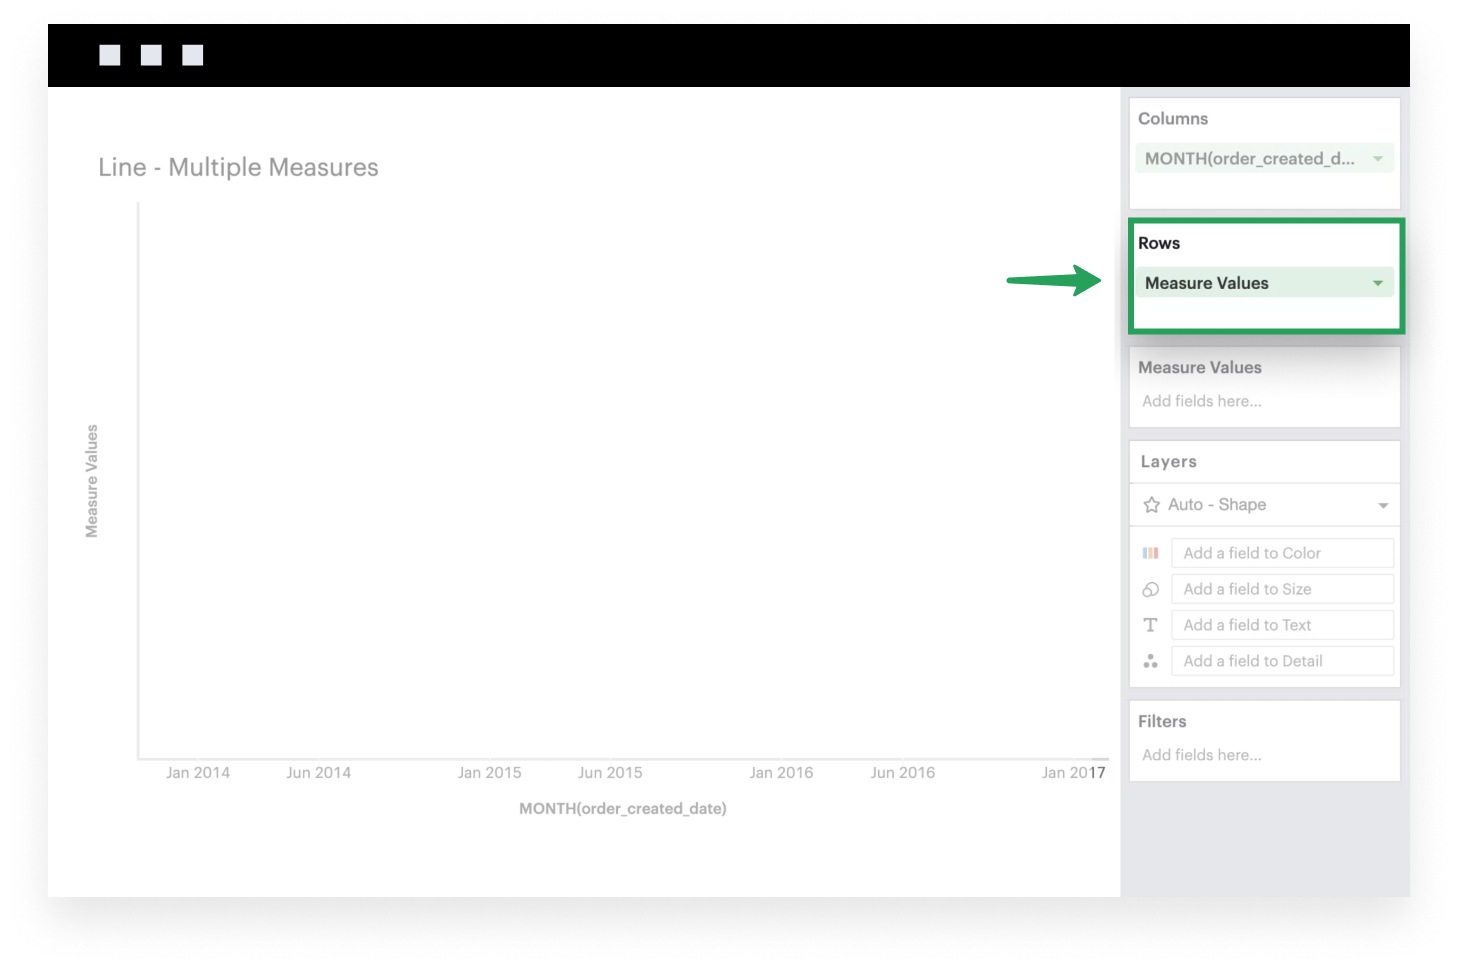 Line - Multiple Measures
Measure Values
Jan 2014
Jun 2014
Jan 2015
Jun 2015
Jan 2016
Jun 2016
Jan 2017
MONTH(order_created_date)
Columns
MONTH(order_created_d...
Rows
Measure Values
Measure Values
Add fields here...
Layers
Auto - Shape
Add a field to Color
Add a field to Size
T Add a field to Text
Add a field to Detail
Filters
Add fields here...